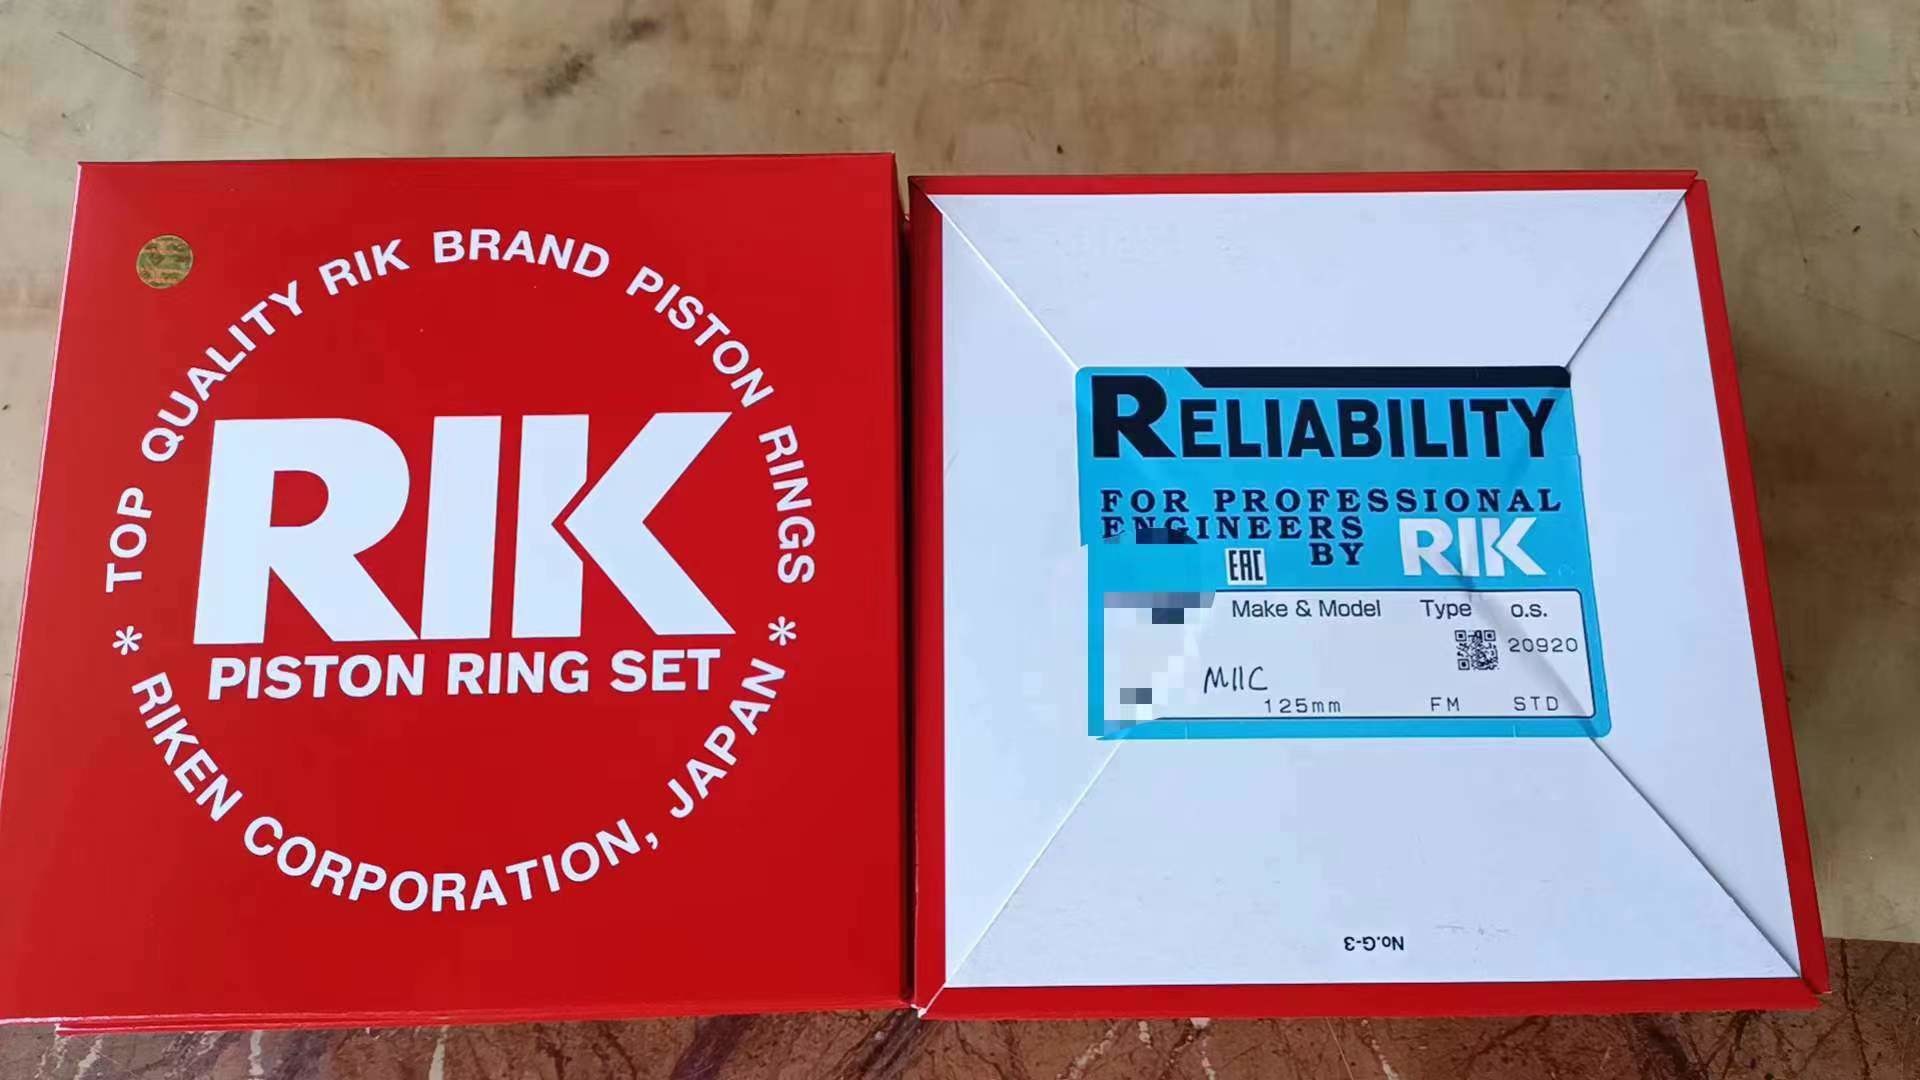 TOP QUALITY RIK BRAND PISTON RINGS
RIK
PISTON RING SET
* RIKEN CORPORATION, JAPAN *
RELIABILITY
FOR PROFESSIONAL
ENGINEERS
BY RIK
EAC
Make & Model Type o.s.
20920
M11C
125mm FM STD
No.G-3